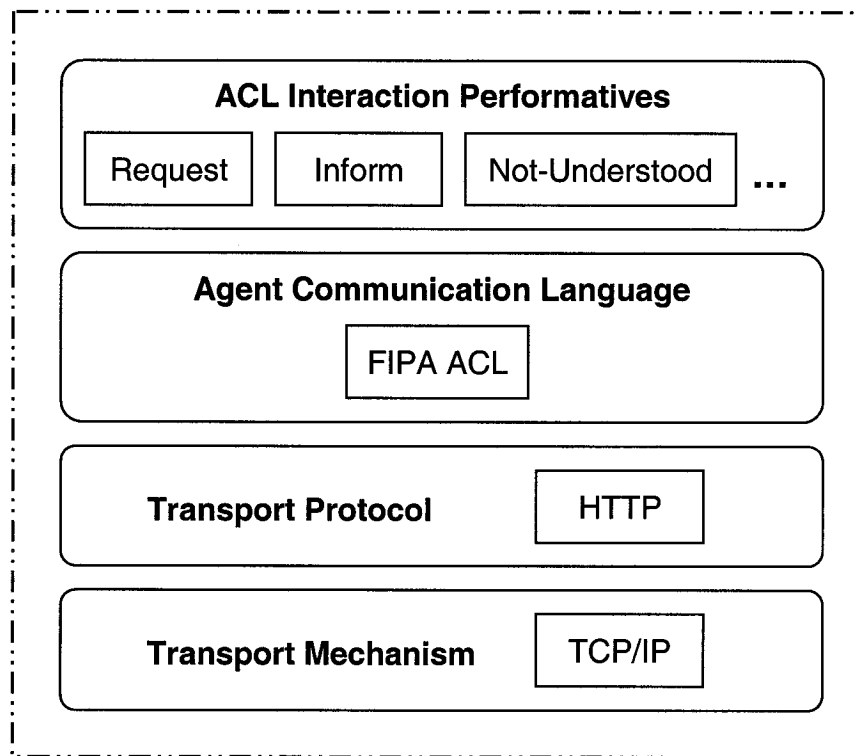 ACL Interaction Performatives
Request Inform Not-Understood ...
Agent Communication Language
FIPA ACL
Transport Protocol HTTP
Transport Mechanism TCP/IP